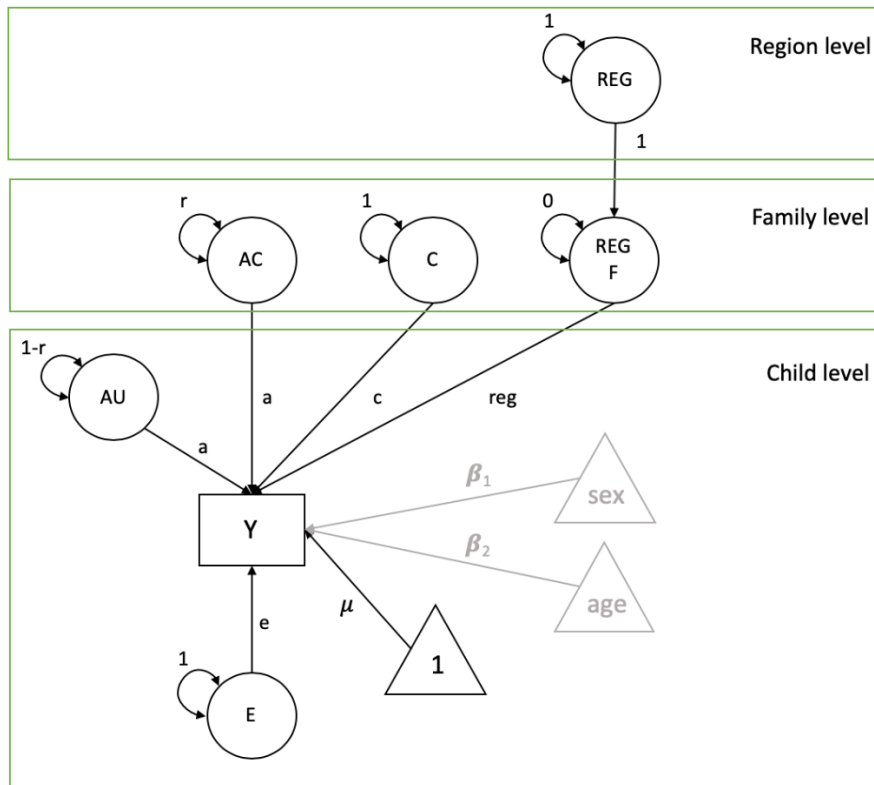 1
Region level
REG
1
r
1
0
Family level
AC
C
REG
F
1-r
Child level
AU
a
c
reg
a
β1
sex
Y
β2
age
e
μ
1
1
E